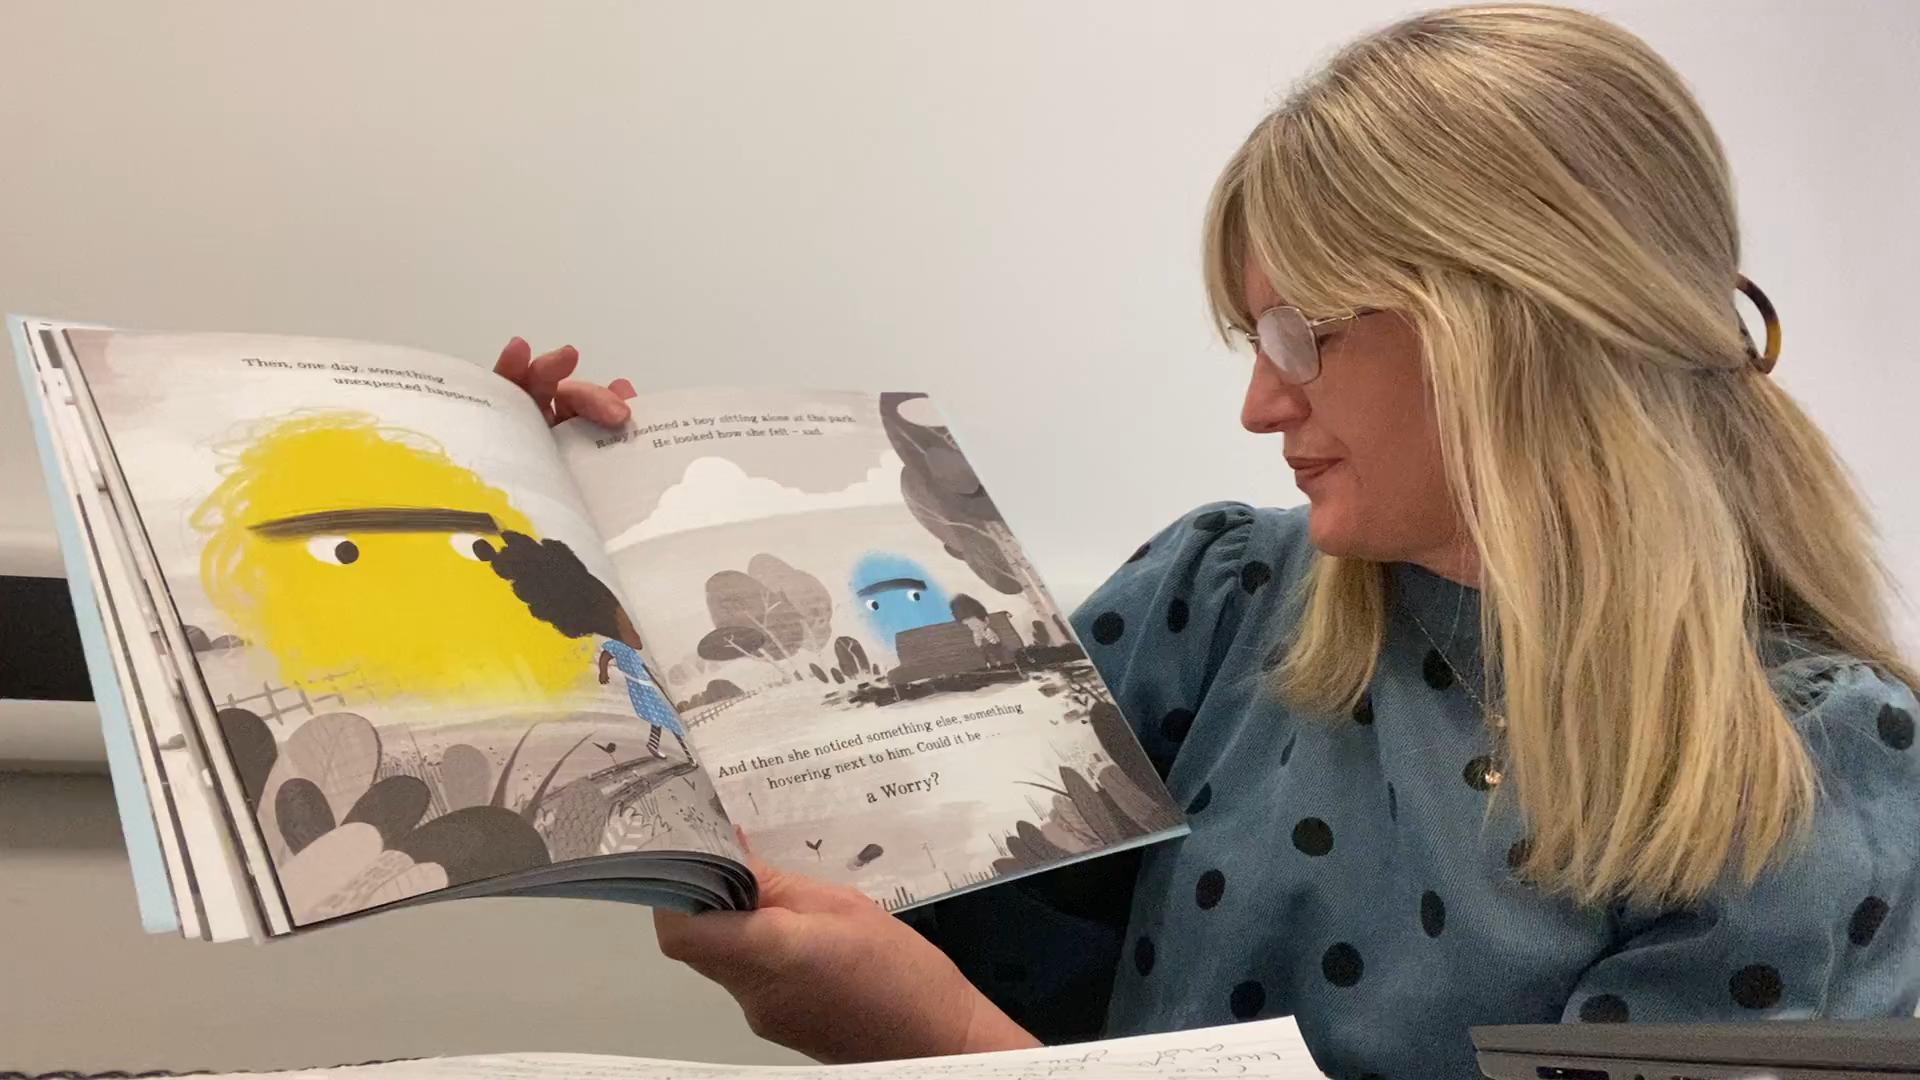 Then, one day, something
unexpected happened.
Ruby noticed a boy sitting alone at the park.
He looked how she felt – sad.
And then she noticed something else, something
hovering next to him. Could it be ...
a Worry?